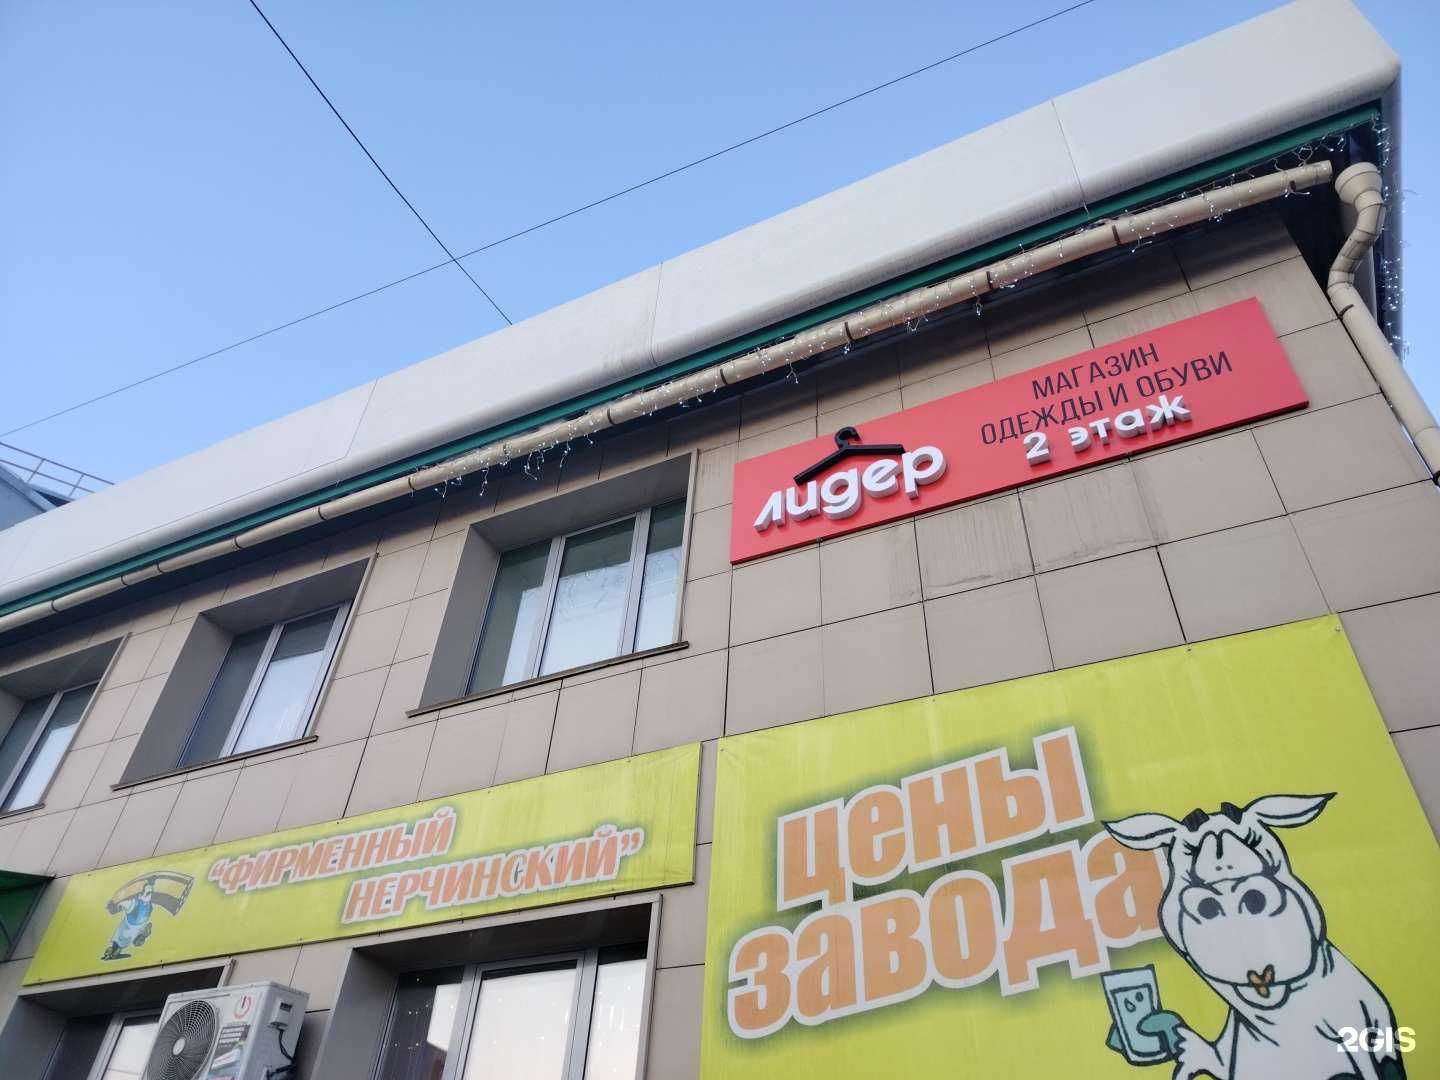 лидер
МАГАЗИН
ОДЕЖДЫ И ОБУВИ
2 этаж
"ФИРМЕННЫЙ
НЕРЧИНСКИЙ"
цены
завода
2GIS